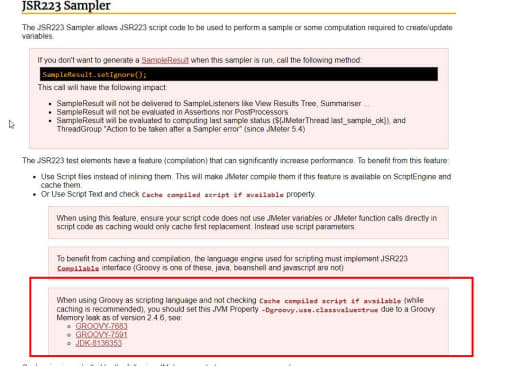 JSR223 Sampler
The JSR223 Sampler allows JSR223 script code to be used to perform a sample or some computation required to create/update
variables.
If you don't want to generate a SampleResult when this sampler is run, call the following method:
SampleResult.setIgnore();
This call will have the following impact:
• SampleResult will not be delivered to SampleListeners like View Results Tree, Summariser ...
• SampleResult will not be evaluated in Assertions nor PostProcessors
• SampleResult will be evaluated to computing last sample status (${JMeterThread.last_sample_ok}), and
ThreadGroup "Action to be taken after a Sampler error" (since JMeter 5.4)
The JSR223 test elements have a feature (compilation) that can significantly increase performance. To benefit from this feature:
• Use Script files instead of inlining them. This will make JMeter compile them if this feature is available on ScriptEngine and
cache them.
• Or Use Script Text and check Cache compiled script if available property.
When using this feature, ensure your script code does not use JMeter variables or JMeter function calls directly in
script code as caching would only cache first replacement. Instead use script parameters.
To benefit from caching and compilation, the language engine used for scripting must implement JSR223
Compilable interface (Groovy is one of these, java, beanshell and javascript are not)
When using Groovy as scripting language and not checking Cache compiled script if available (while
caching is recommended), you should set this JVM Property -Dgroovy.use.classvalue=true due to a Groovy
Memory leak as of version 2.4.6, see:
GROOVY-7683
GROOVY-7591
JDK-8136353